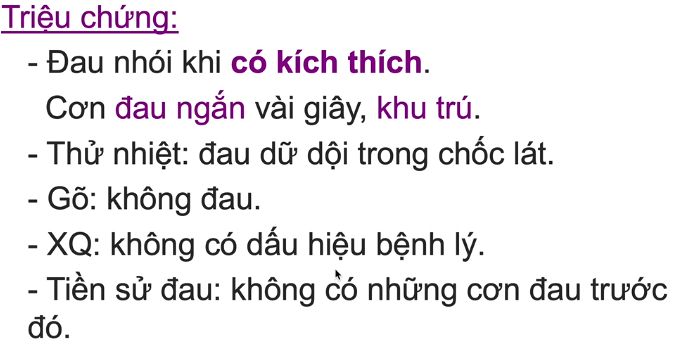 Triệu chứng:
- Đau nhói khi có kích thích.
Cơn đau ngắn vài giây, khu trú.
- Thử nhiệt: đau dữ dội trong chốc lát.
- Gõ: không đau.
- XQ: không có dấu hiệu bệnh lý.
- Tiền sử đau: không có những cơn đau trước
đó.